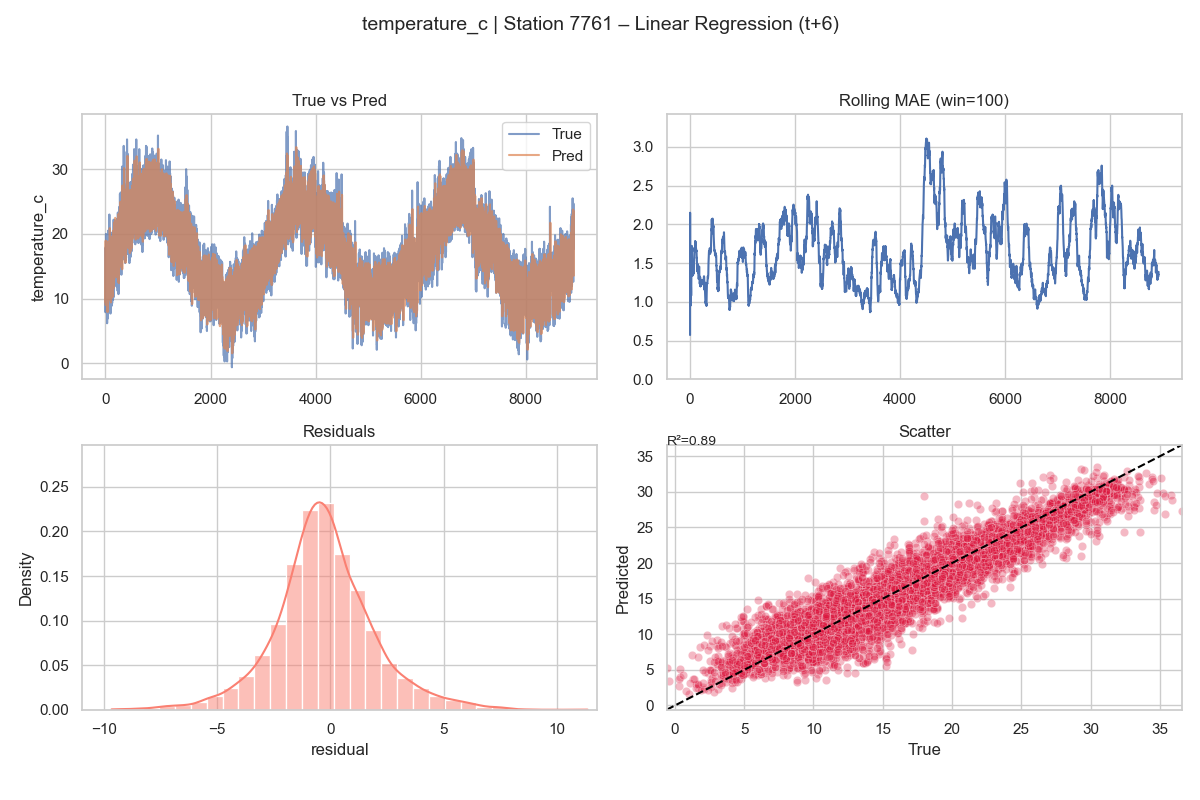 temperature_c | Station 7761 – Linear Regression (t+6)
True vs Pred
True
Pred
temperature_c
30
20
10
0
0 2000 4000 6000 8000
Rolling MAE (win=100)
3.0
2.5
2.0
1.5
1.0
0.5
0.0
0 2000 4000 6000 8000
Residuals
Density
0.25
0.20
0.15
0.10
0.05
0.00
−10 −5 0 5 10
residual
Scatter
R²=0.89
Predicted
35
30
25
20
15
10
5
0
0 5 10 15 20 25 30 35
True